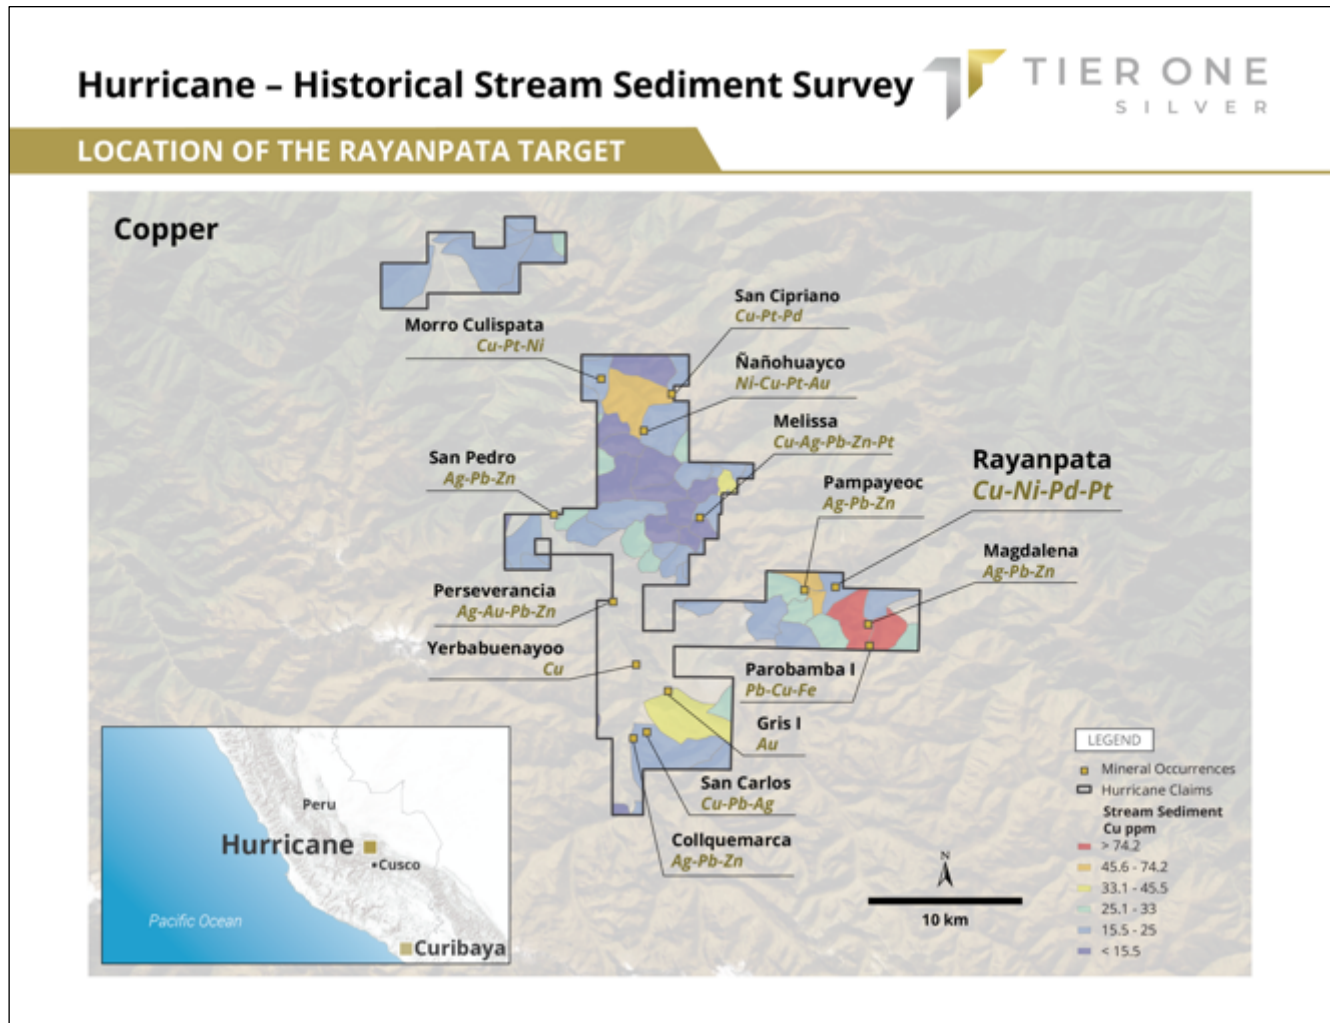 Hurricane – Historical Stream Sediment Survey
TIER ONE
SILVER
LOCATION OF THE RAYANPATA TARGET
Copper
San Cipriano
Cu-Pt-Pd
Morro Culispata
Cu-Pt-Ni
Ñañohuayco
Ni-Cu-Pt-Au
Melissa
Cu-Ag-Pb-Zn-Pt
San Pedro
Ag-Pb-Zn
Rayanpata
Cu-Ni-Pd-Pt
Pampayeoc
Ag-Pb-Zn
Magdalena
Ag-Pb-Zn
Perseverancia
Ag-Au-Pb-Zn
Yerbabuenayoo
Cu
Parobamba I
Pb-Cu-Fe
Gris I
Au
San Carlos
Cu-Pb-Ag
Collquemarca
Ag-Pb-Zn
Peru
Hurricane
Cusco
Pacific Ocean
Curibaya
N
10 km
LEGEND
Mineral Occurrences
Hurricane Claims
Stream Sediment
Cu ppm
> 74.2
45.6 - 74.2
33.1 - 45.5
25.1 - 33
15.5 - 25
< 15.5